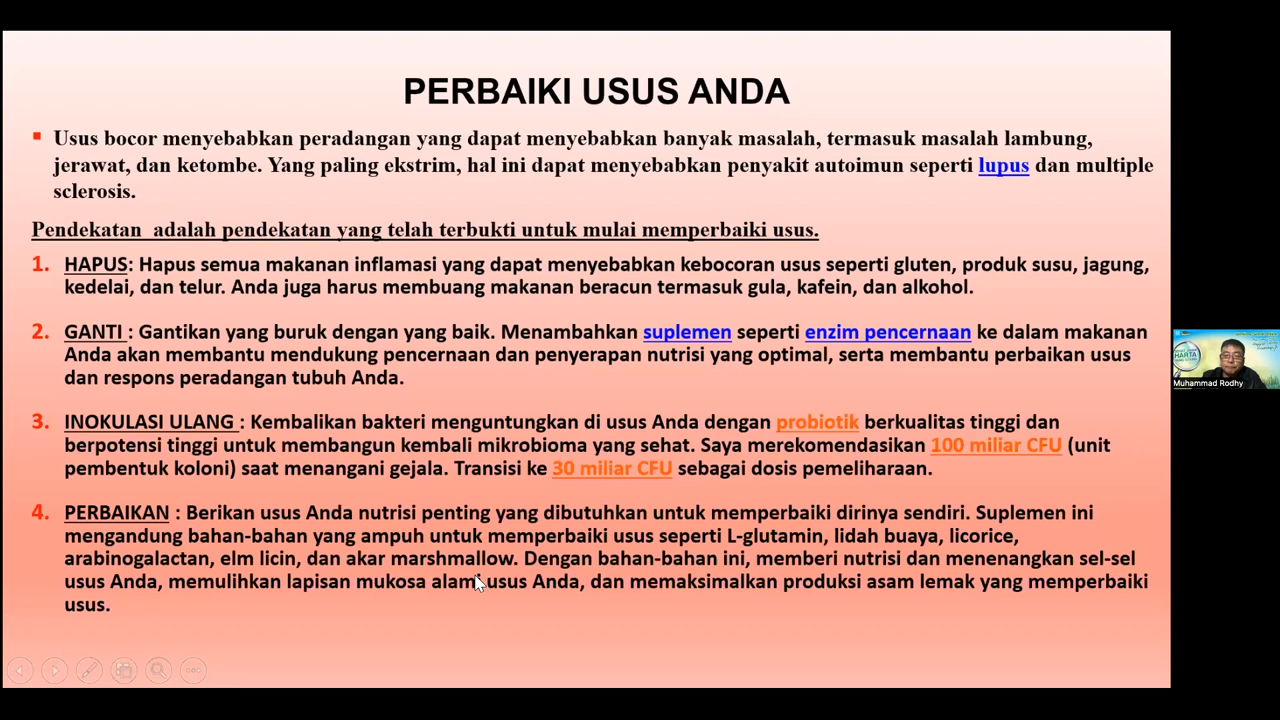 PERBAIKI USUS ANDA
▪ Usus bocor menyebabkan peradangan yang dapat menyebabkan banyak masalah, termasuk masalah lambung,
jerawat, dan ketombe. Yang paling ekstrim, hal ini dapat menyebabkan penyakit autoimun seperti lupus dan multiple
sclerosis.
Pendekatan adalah pendekatan yang telah terbukti untuk mulai memperbaiki usus.
1. HAPUS: Hapus semua makanan inflamasi yang dapat menyebabkan kebocoran usus seperti gluten, produk susu, jagung,
kedelai, dan telur. Anda juga harus membuang makanan beracun termasuk gula, kafein, dan alkohol.
2. GANTI : Gantikan yang buruk dengan yang baik. Menambahkan suplemen seperti enzim pencernaan ke dalam makanan
Anda akan membantu mendukung pencernaan dan penyerapan nutrisi yang optimal, serta membantu perbaikan usus
dan respons peradangan tubuh Anda.
3. INOKULASI ULANG : Kembalikan bakteri menguntungkan di usus Anda dengan probiotik berkualitas tinggi dan
berpotensi tinggi untuk membangun kembali mikrobioma yang sehat. Saya merekomendasikan 100 miliar CFU (unit
pembentuk koloni) saat menangani gejala. Transisi ke 30 miliar CFU sebagai dosis pemeliharaan.
4. PERBAIKAN : Berikan usus Anda nutrisi penting yang dibutuhkan untuk memperbaiki dirinya sendiri. Suplemen ini
mengandung bahan-bahan yang ampuh untuk memperbaiki usus seperti L-glutamin, lidah buaya, licorice,
arabinogalactan, elm licin, dan akar marshmallow. Dengan bahan-bahan ini, memberi nutrisi dan menenangkan sel-sel
usus Anda, memulihkan lapisan mukosa alami usus Anda, dan memaksimalkan produksi asam lemak yang memperbaiki
usus.
HARTA
Muhammad Rodhy